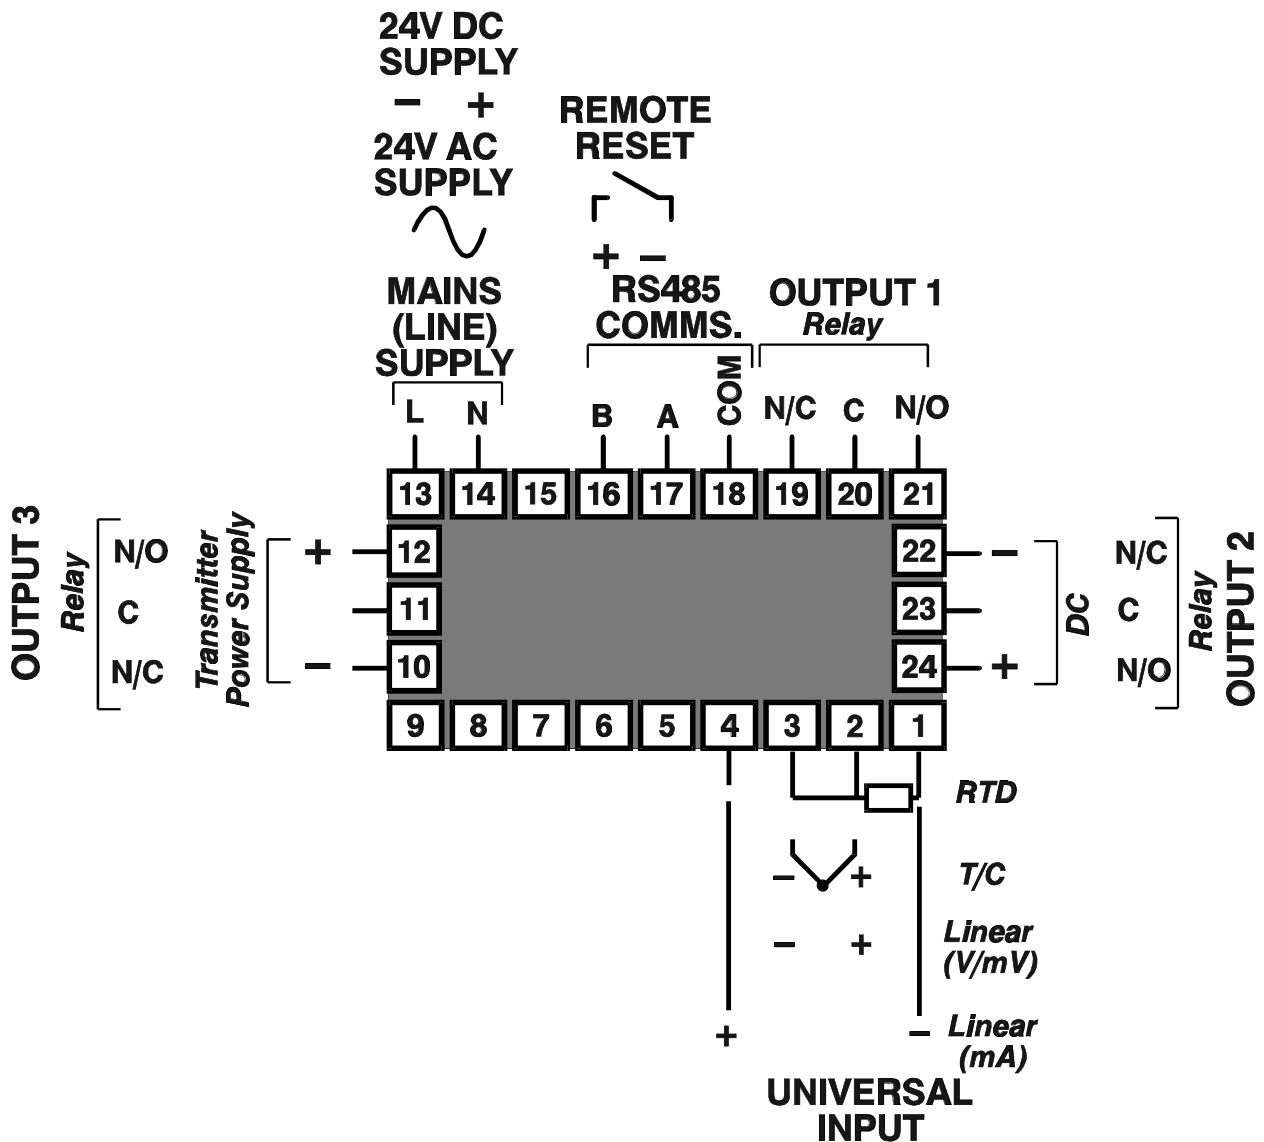 24V DC
SUPPLY
− +
24V AC
SUPPLY
MAINS
(LINE)
SUPPLY
L N
REMOTE
RESET
+ −
RS485
COMMS.
B A COM
OUTPUT 1
Relay
N/C C N/O
13 14 15 16 17 18 19 20 21
OUTPUT 3
Relay
N/O
C
N/C
Transmitter
Power Supply
+
−
12
11
10
22
23
24
−
+
DC
N/C
C
N/O
Relay
OUTPUT 2
9 8 7 6 5 4 3 2 1
RTD
− + T/C
− + Linear
(V/mV)
+ − Linear
(mA)
UNIVERSAL
INPUT